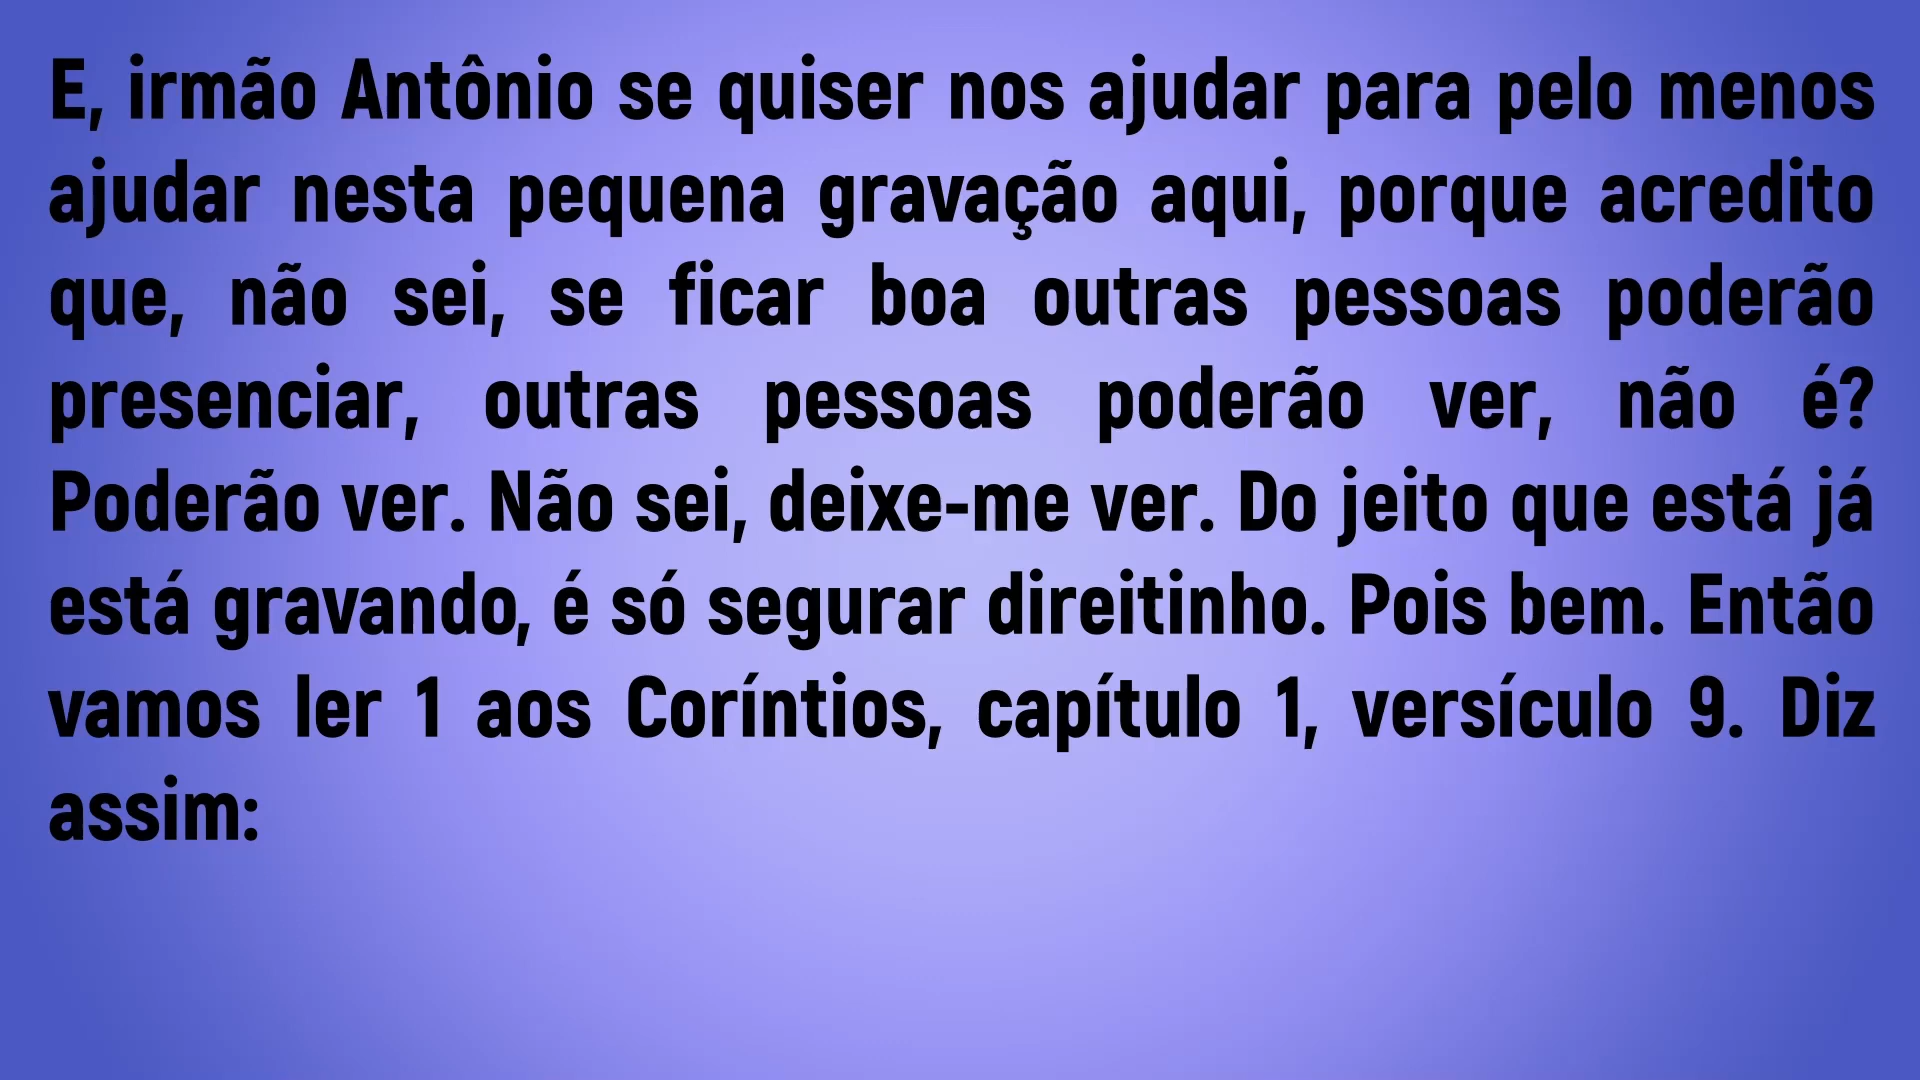 E, irmão Antônio se quiser nos ajudar para pelo menos
ajudar nesta pequena gravação aqui, porque acredito
que, não sei, se ficar boa outras pessoas poderão
presenciar, outras pessoas poderão ver, não é?
Poderão ver. Não sei, deixe-me ver. Do jeito que está já
está gravando, é só segurar direitinho. Pois bem. Então
vamos ler 1 aos Coríntios, capítulo 1, versículo 9. Diz
assim: